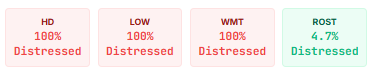 HD
100%
Distressed
LOW
100%
Distressed
WMT
100%
Distressed
ROST
4.7%
Distressed